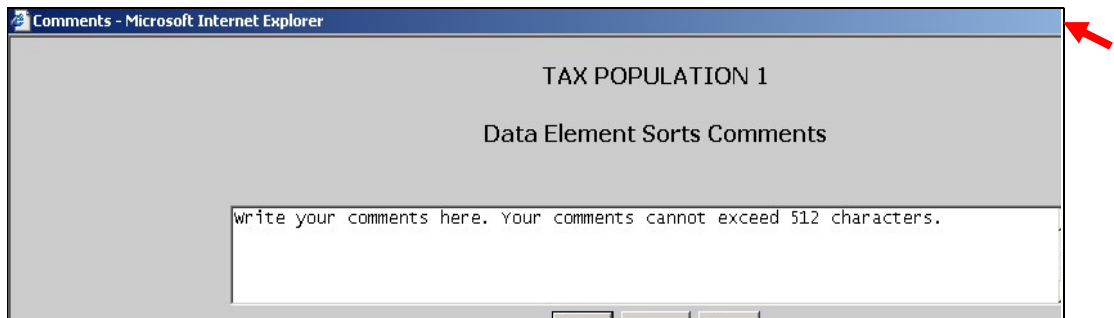 Comments - Microsoft Internet Explorer
TAX POPULATION 1
Data Element Sorts Comments
Write your comments here. Your comments cannot exceed 512 characters.